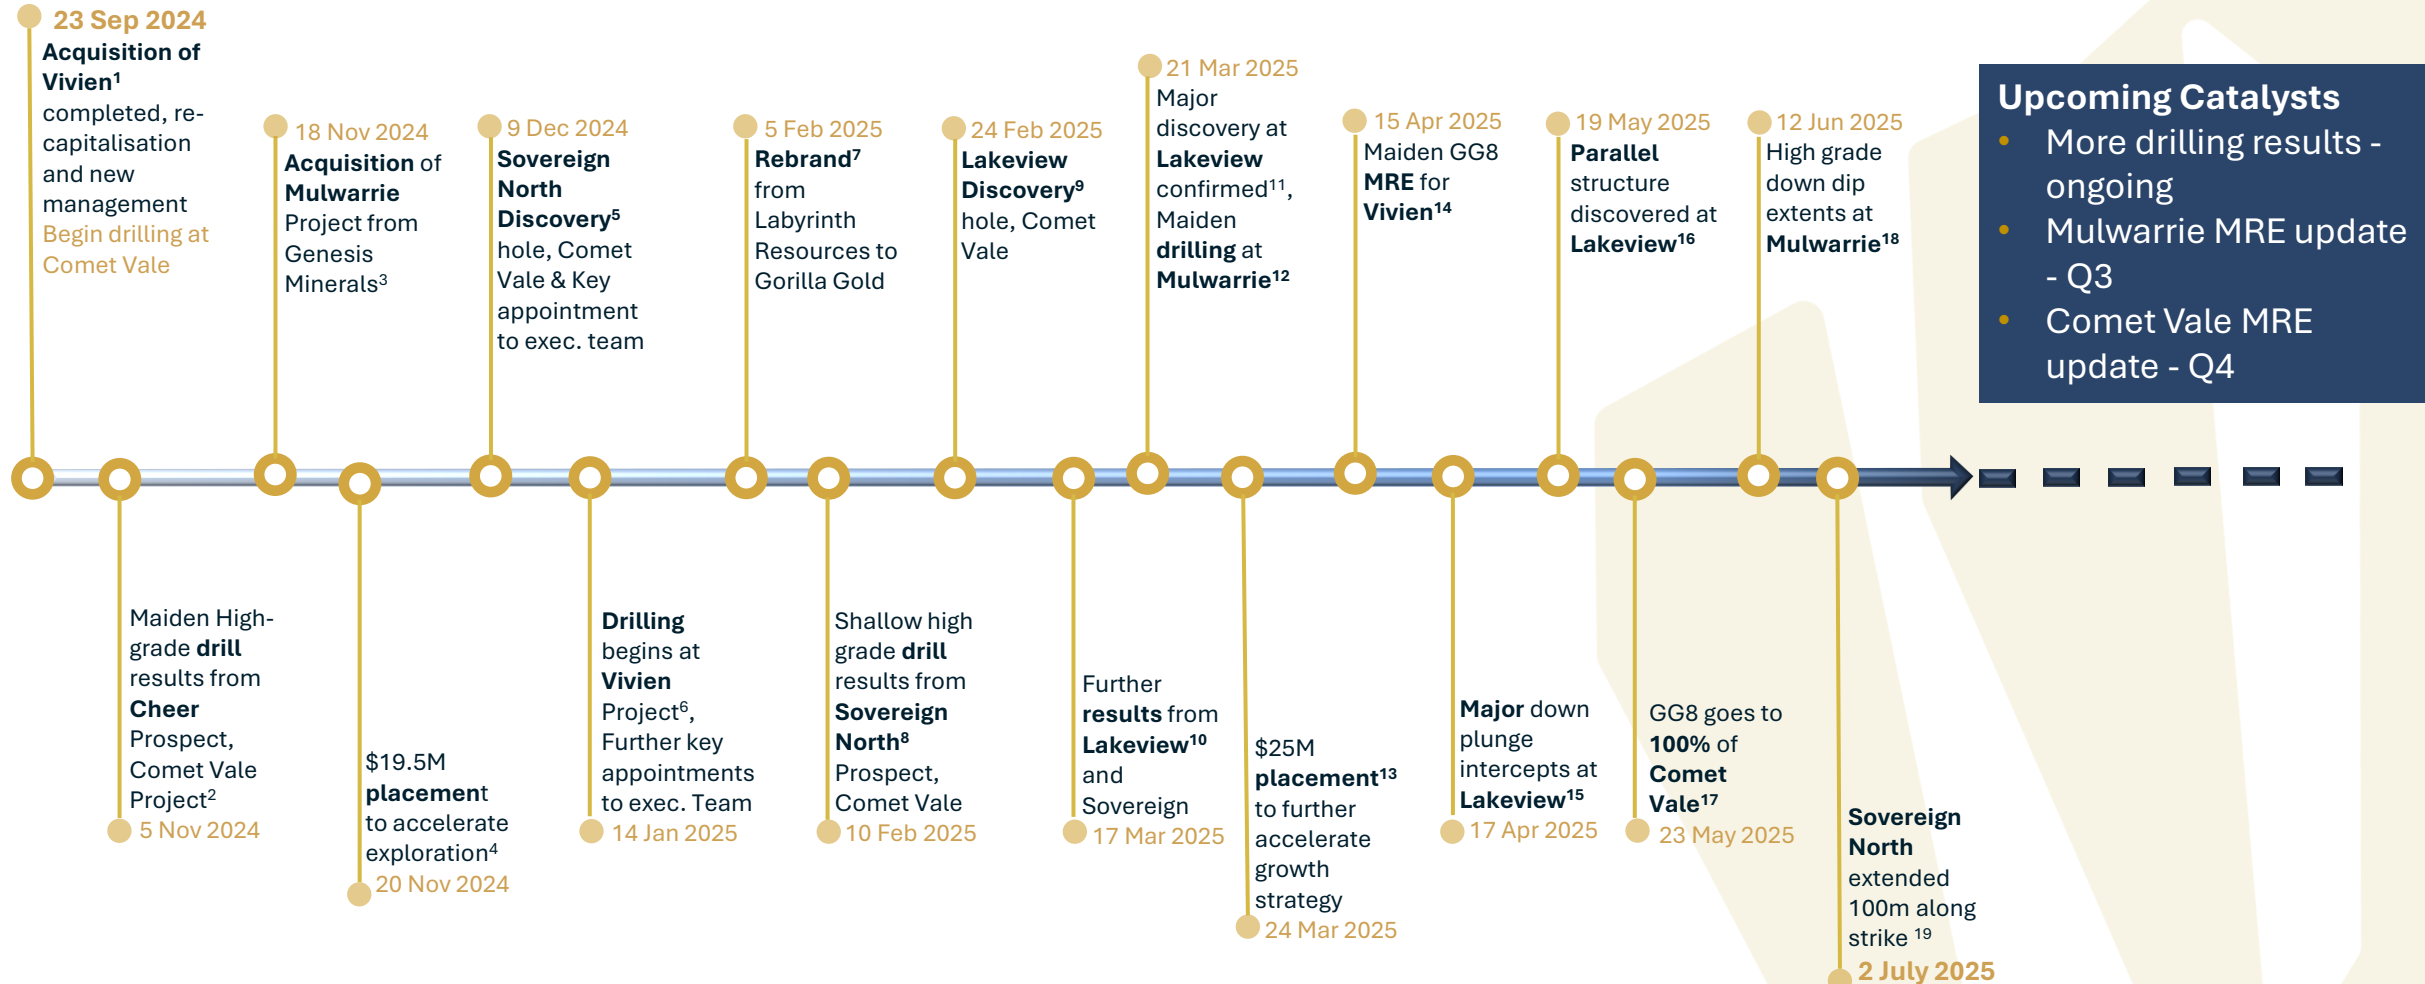 23 Sep 2024
Acquisition of
Vivien¹
completed, re-
capitalisation
and new
management
Begin drilling at
Comet Vale
18 Nov 2024
Acquisition of
Mulwarrie
Project from
Genesis
Minerals³
9 Dec 2024
Sovereign
North
Discovery⁵
hole, Comet
Vale & Key
appointment
to exec. team
5 Feb 2025
Rebrand⁷
from
Labyrinth
Resources to
Gorilla Gold
24 Feb 2025
Lakeview
Discovery⁹
hole, Comet
Vale
21 Mar 2025
Major
discovery at
Lakeview
confirmed¹¹,
Maiden
drilling at
Mulwarrie¹²
15 Apr 2025
Maiden GG8
MRE for
Vivien¹⁴
19 May 2025
Parallel
structure
discovered at
Lakeview¹⁶
12 Jun 2025
High grade
down dip
extents at
Mulwarrie¹⁸
Upcoming Catalysts
• More drilling results -
ongoing
• Mulwarrie MRE update
- Q3
• Comet Vale MRE
update - Q4
Maiden High-
grade drill
results from
Cheer
Prospect,
Comet Vale
Project²
5 Nov 2024
$19.5M
placement
to accelerate
exploration⁴
20 Nov 2024
Drilling
begins at
Vivien
Project⁶,
Further key
appointments
to exec. Team
14 Jan 2025
Shallow high
grade drill
results from
Sovereign
North⁸
Prospect,
Comet Vale
10 Feb 2025
Further
results from
Lakeview¹⁰
and
Sovereign
17 Mar 2025
$25M
placement¹³
to further
accelerate
growth
strategy
24 Mar 2025
Major down
plunge
intercepts at
Lakeview¹⁵
17 Apr 2025
GG8 goes to
100% of
Comet
Vale¹⁷
23 May 2025
Sovereign
North
extended
100m along
strike ¹⁹
2 July 2025